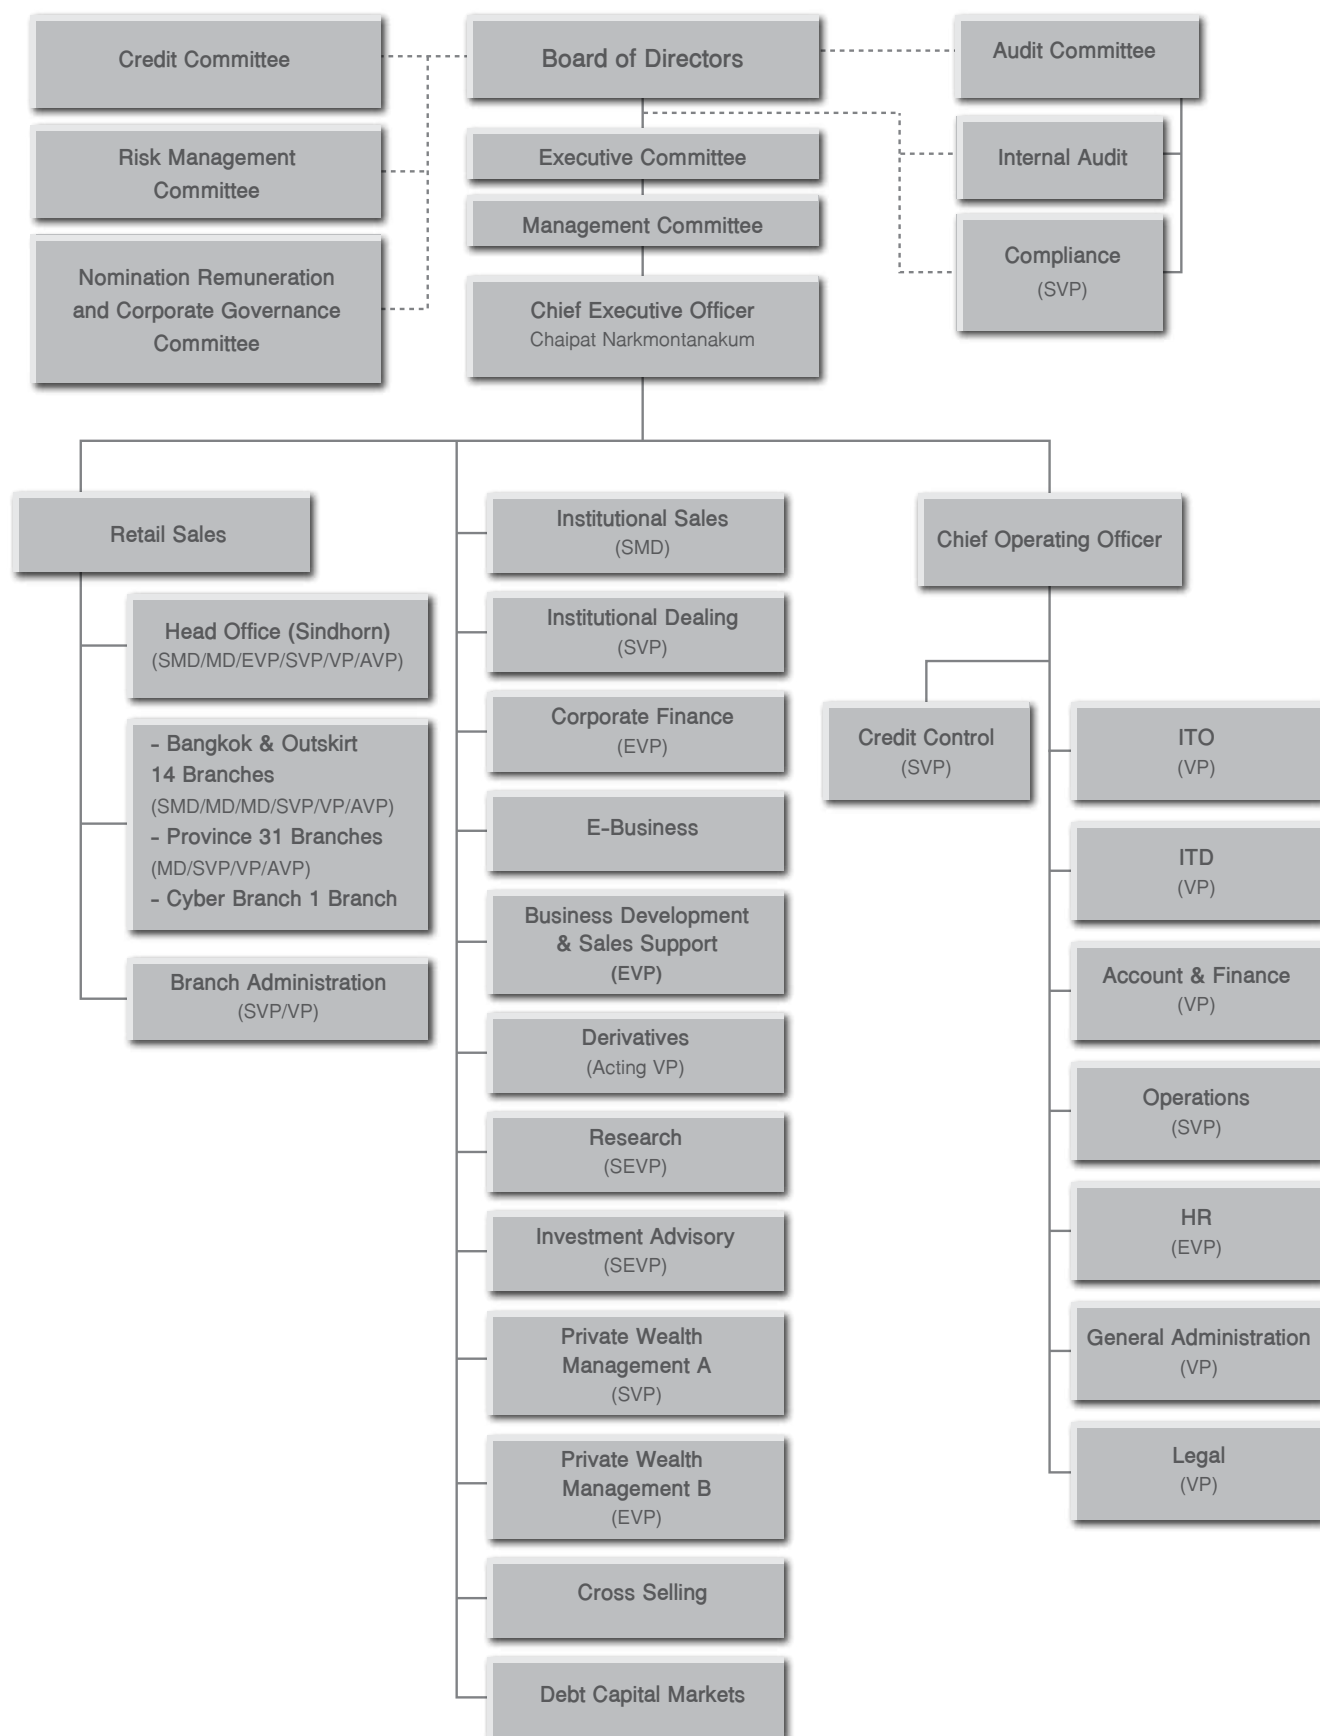 Credit Committee
Board of Directors
Audit Committee
Risk Management
Committee
Executive Committee
Internal Audit
Management Committee
Nomination Remuneration
and Corporate Governance
Committee
Chief Executive Officer
Chaipat Narkmontanakum
Compliance
(SVP)
Retail Sales
Head Office (Sindhorn)
(SMD/MD/EVP/SVP/VP/AVP)
- Bangkok & Outskirt
14 Branches
(SMD/MD/MD/SVP/VP/AVP)
- Province 31 Branches
(MD/SVP/VP/AVP)
- Cyber Branch 1 Branch
Branch Administration
(SVP/VP)
Institutional Sales
(SMD)
Institutional Dealing
(SVP)
Corporate Finance
(EVP)
E-Business
Business Development
& Sales Support
(EVP)
Derivatives
(Acting VP)
Research
(SEVP)
Investment Advisory
(SEVP)
Private Wealth
Management A
(SVP)
Private Wealth
Management B
(EVP)
Cross Selling
Debt Capital Markets
Chief Operating Officer
Credit Control
(SVP)
ITO
(VP)
ITD
(VP)
Account & Finance
(VP)
Operations
(SVP)
HR
(EVP)
General Administration
(VP)
Legal
(VP)